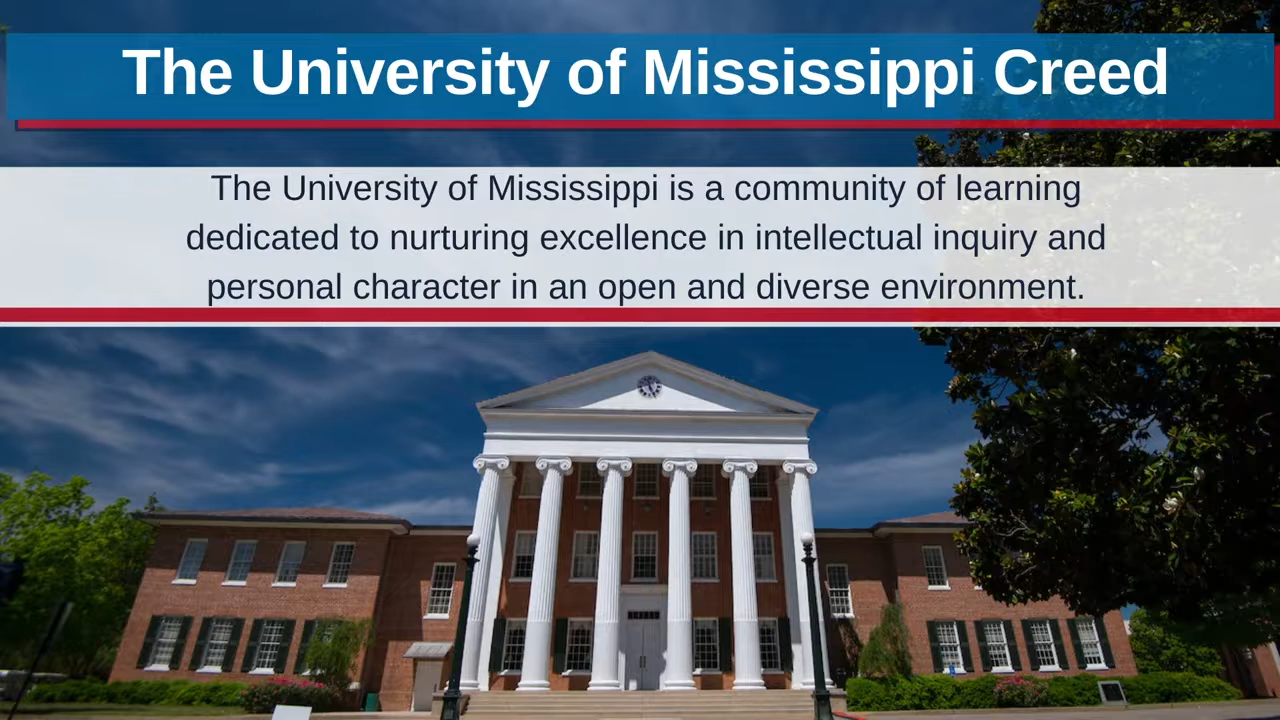 The University of Mississippi Creed
The University of Mississippi is a community of learning
dedicated to nurturing excellence in intellectual inquiry and
personal character in an open and diverse environment.